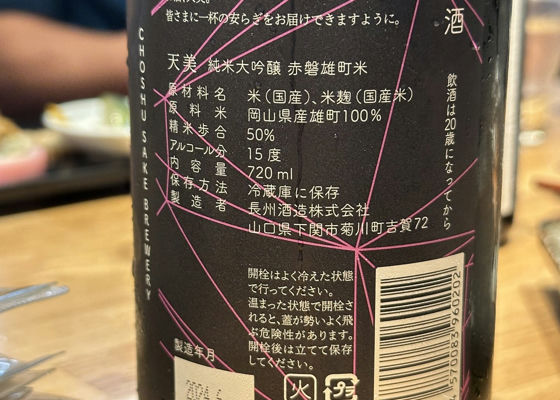 皆さまに一杯の安らぎをお届けできますように。
酒
CHOSHU SAKE BREWERY
天美 純米大吟醸 赤磐雄町米
原材料名 米(国産)、米麹(国産米)
原料米 岡山県産雄町100%
精米歩合 50%
アルコール分 15度
内容量 720ml
保存方法 冷蔵庫に保存
製造者 長州酒造株式会社
山口県下関市菊川町吉賀72
飲酒は20歳になってから
開栓はよく冷えた状態
で行ってください。
温まった状態で開栓さ
れると、蓋が勢いよく飛
ぶ危険性があります。
開栓後は立てて保存
してください。
製造年月
2024.6
火
4570083960202